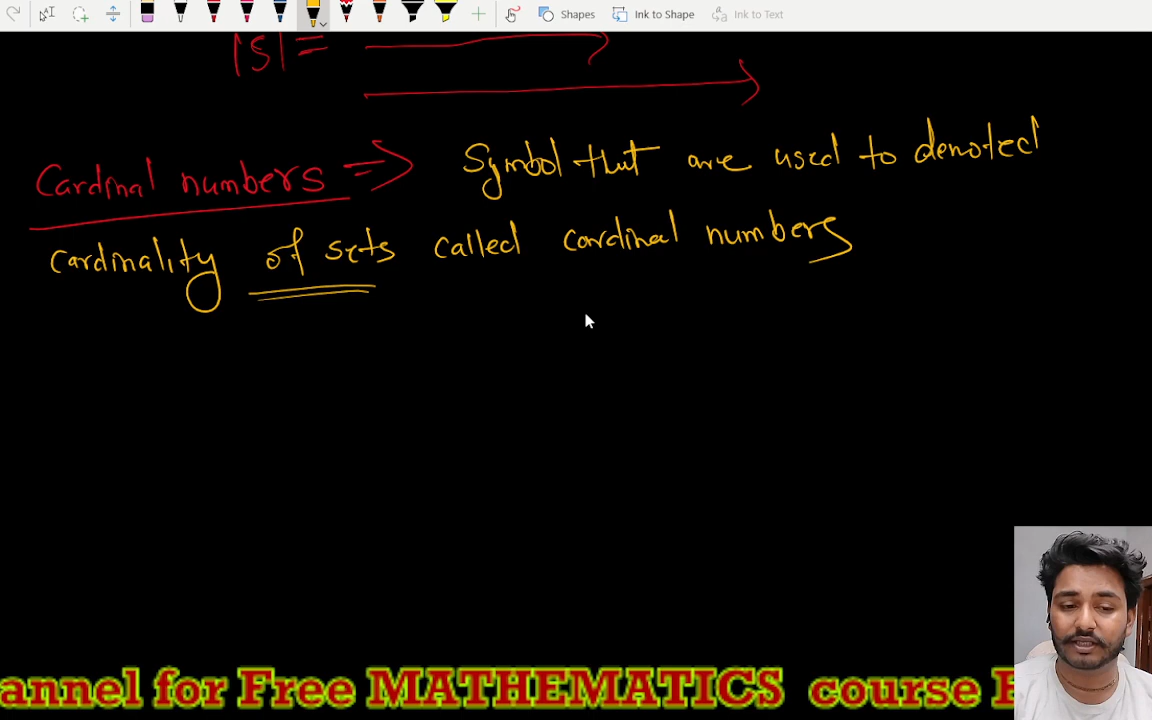 Shapes Ink to Shape Ink to Text
|S| =
Cardinal numbers => Symbol that are used to denoted
cardinality of sets called cardinal numbers
annel for Free MATHEMATICS course